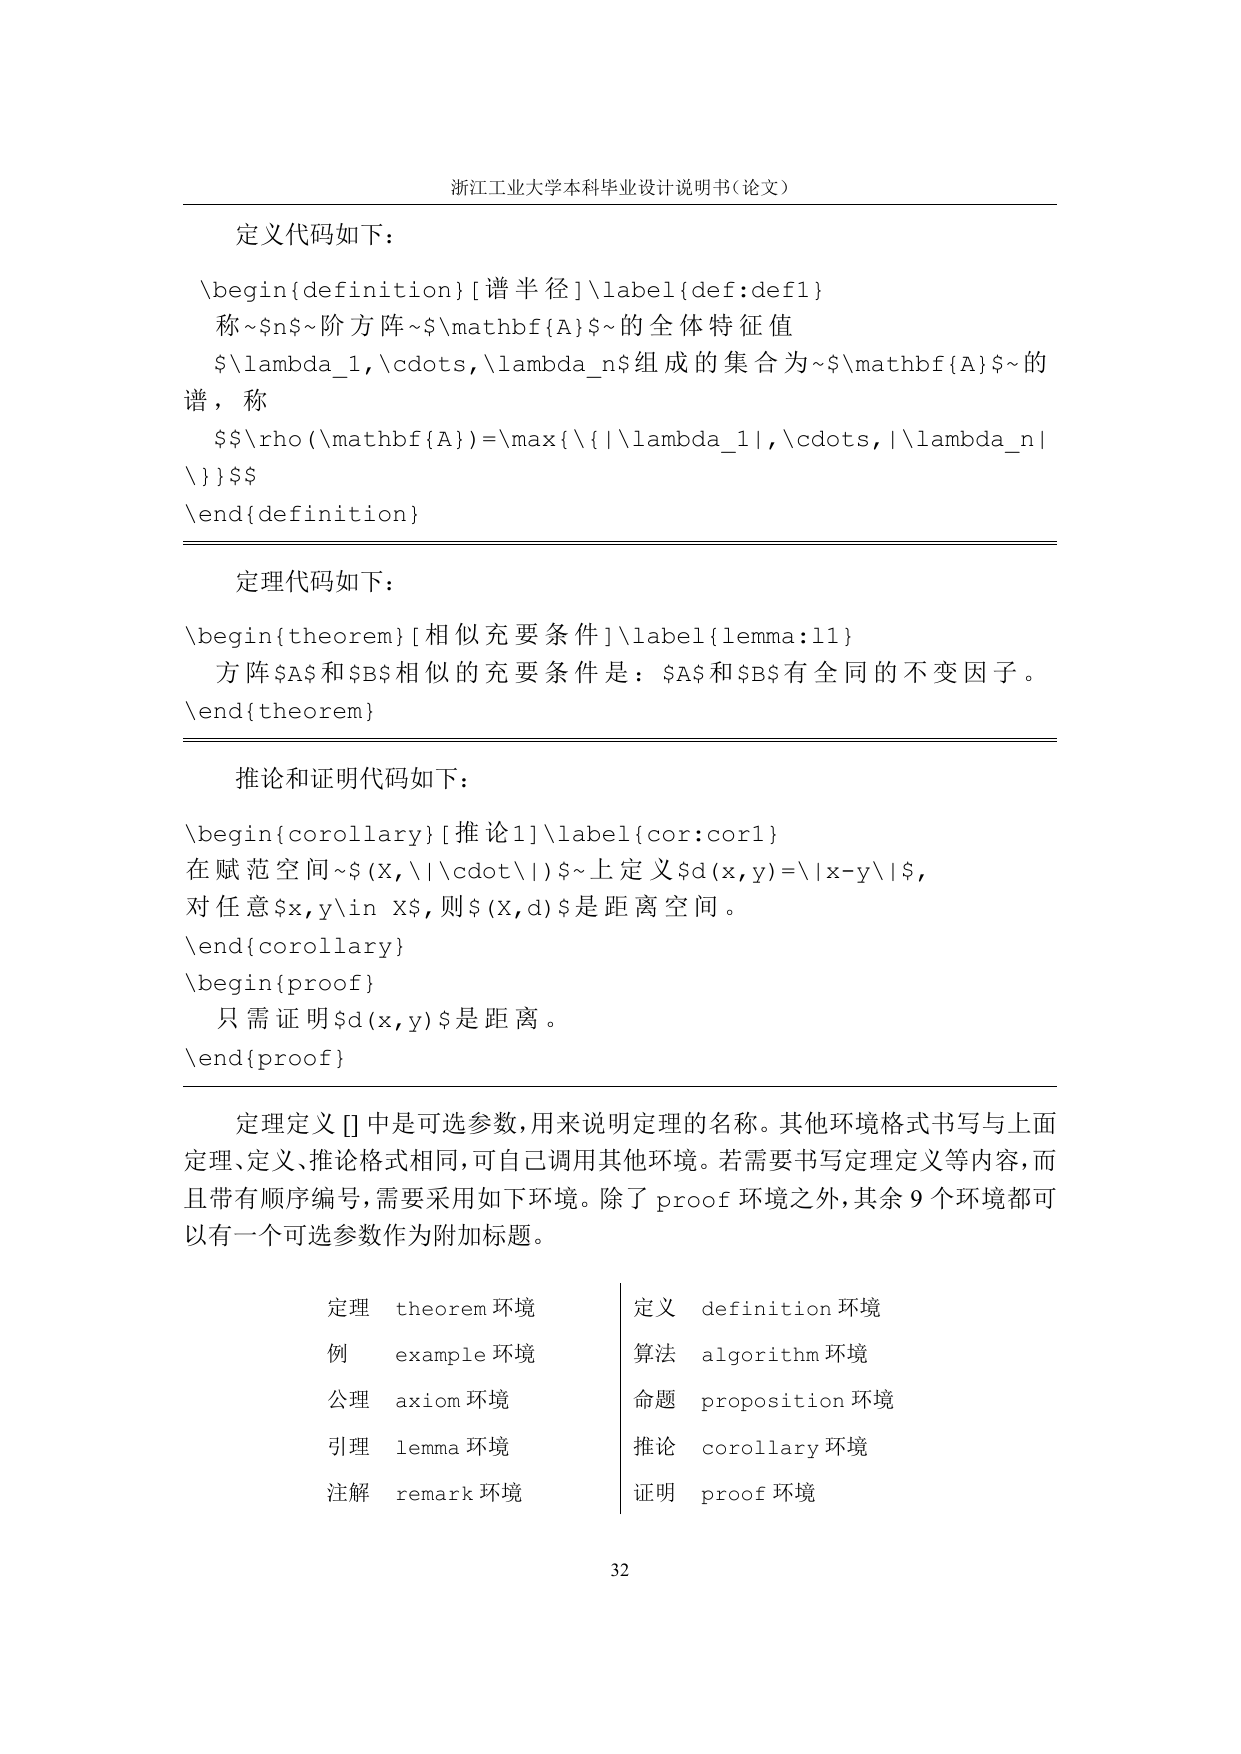 浙江工业大学本科毕业设计说明书（论文）
定义代码如下：
\begin{definition}[谱半径]\label{def:def1}
称~$n$~阶方阵~$\mathbf{A}$~的全体特征值
$\lambda_1,\cdots,\lambda_n$组成的集合为~$\mathbf{A}$~的
谱，称
$$\rho(\mathbf{A})=\max{\{|\lambda_1|,\cdots,|\lambda_n|
\}}$$
\end{definition}
定理代码如下：
\begin{theorem}[相似充要条件]\label{lemma:l1}
方阵$A$和$B$相似的充要条件是：$A$和$B$有全同的不变因子。
\end{theorem}
推论和证明代码如下：
\begin{corollary}[推论1]\label{cor:cor1}
在赋范空间~$(X,\|\cdot\|)$~上定义$d(x,y)=\|x-y\|$,
对任意$x,y\in X$,则$(X,d)$是距离空间。
\end{corollary}
\begin{proof}
只需证明$d(x,y)$是距离。
\end{proof}
定理定义 [] 中是可选参数，用来说明定理的名称。其他环境格式书写与上面
定理、定义、推论格式相同，可自己调用其他环境。若需要书写定理定义等内容，而
且带有顺序编号，需要采用如下环境。除了 proof 环境之外，其余 9 个环境都可
以有一个可选参数作为附加标题。
定理 theorem 环境 定义 definition 环境
例 example 环境 算法 algorithm 环境
公理 axiom 环境 命题 proposition 环境
引理 lemma 环境 推论 corollary 环境
注解 remark 环境 证明 proof 环境
32